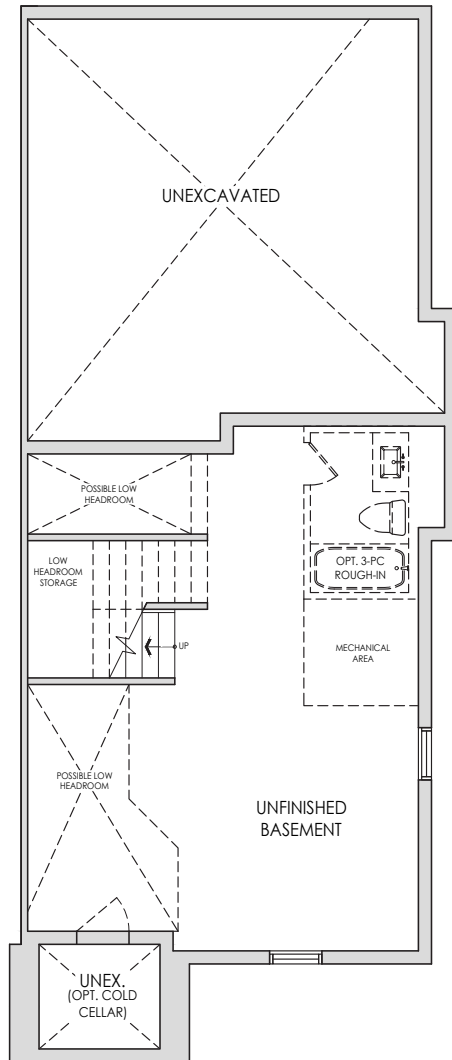 UNEXCAVATED
POSSIBLE LOW
HEADROOM
LOW
HEADROOM
STORAGE
OPT. 3-PC
ROUGH-IN
UP
MECHANICAL
AREA
POSSIBLE LOW
HEADROOM
UNFINISHED
BASEMENT
UNEX.
(OPT. COLD
CELLAR)